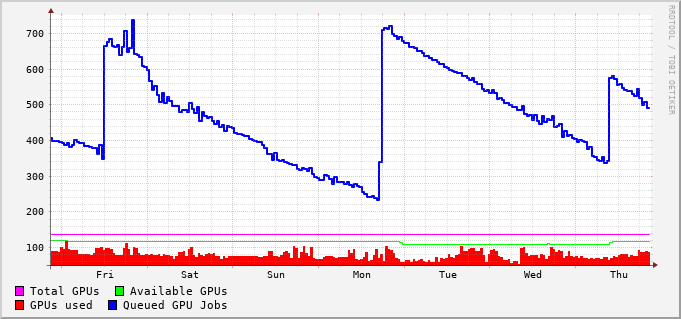 700
600
500
400
300
200
100
Fri Sat Sun Mon Tue Wed Thu
Total GPUs Available GPUs
GPUs used Queued GPU Jobs
RRDTOOL / TOBI OETIKER